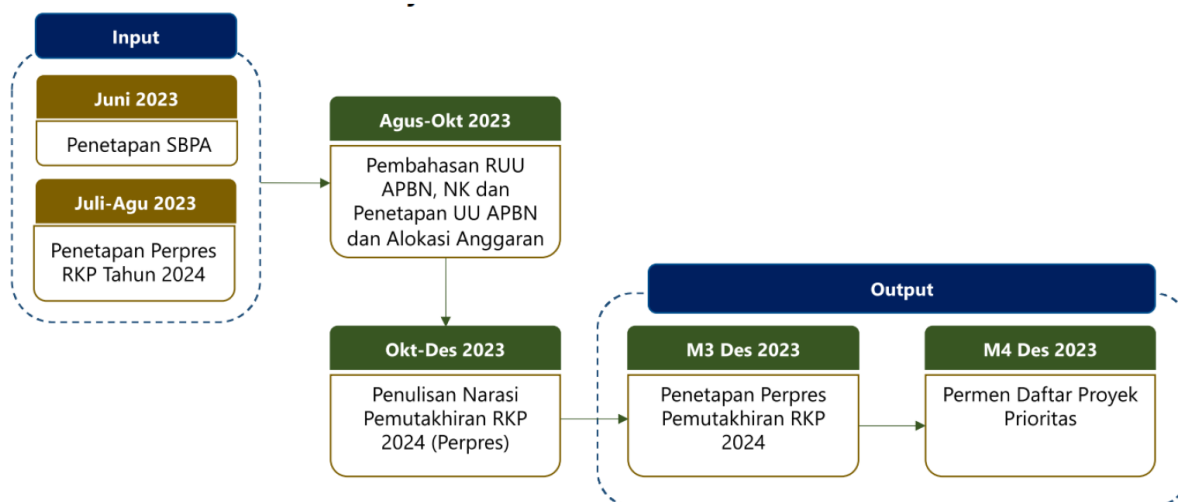 Input
Juni 2023
Penetapan SBPA
Juli-Agu 2023
Penetapan Perpres
RKP Tahun 2024
Agus-Okt 2023
Pembahasan RUU
APBN, NK dan
Penetapan UU APBN
dan Alokasi Anggaran
Okt-Des 2023
Penulisan Narasi
Pemutakhiran RKP
2024 (Perpres)
Output
M3 Des 2023
Penetapan Perpres
Pemutakhiran RKP
2024
M4 Des 2023
Permen Daftar Proyek
Prioritas